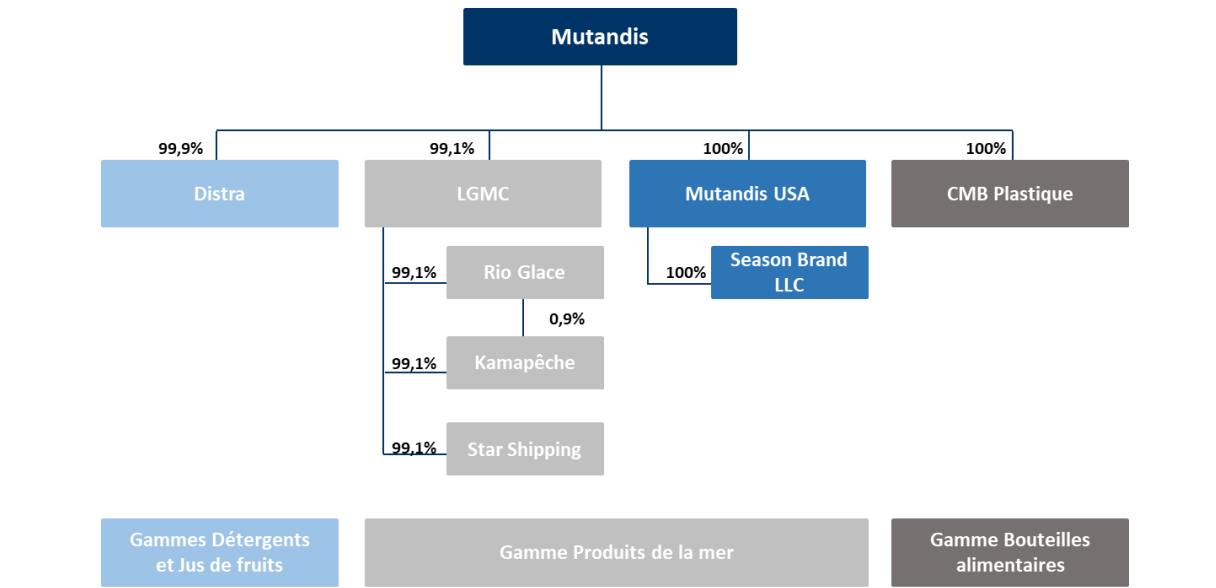 Mutandis
99,9%
99,1%
100%
100%
Distra
LGMC
Mutandis USA
CMB Plastique
99,1%
Rio Glace
100%
Season Brand
LLC
0,9%
99,1%
Kamapêche
99,1%
Star Shipping
Gammes Détergents
et Jus de fruits
Gamme Produits de la mer
Gamme Bouteilles
alimentaires